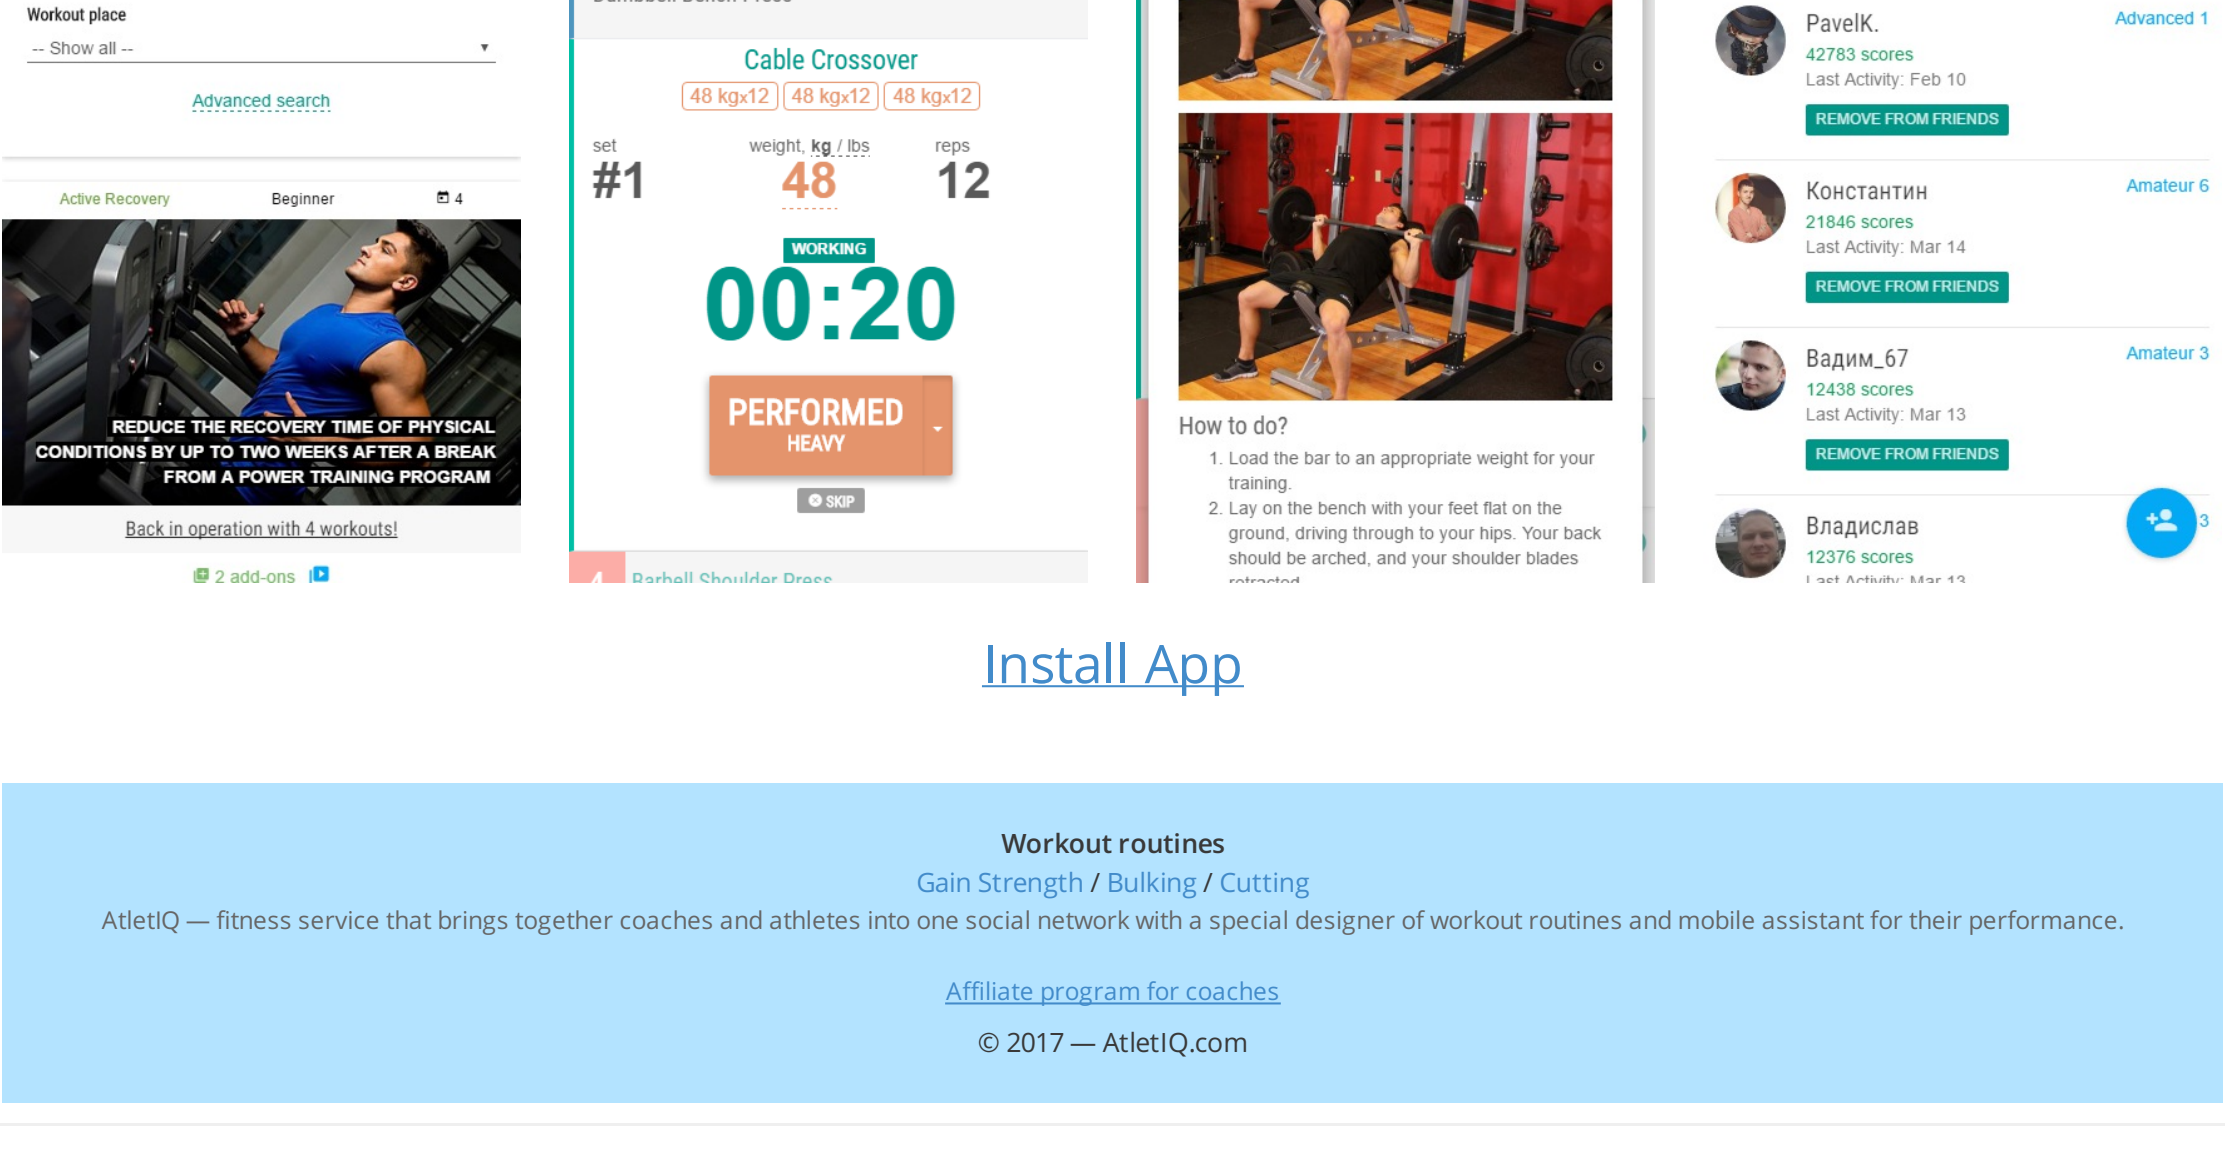 Workout place
-- Show all --
Advanced search
Active Recovery
Beginner
4
REDUCE THE RECOVERY TIME OF PHYSICAL
CONDITIONS BY UP TO TWO WEEKS AFTER A BREAK
FROM A POWER TRAINING PROGRAM
Back in operation with 4 workouts!
2 add-ons
Cable Crossover
48 kgx12 48 kgx12 48 kgx12
set weight, kg / lbs reps
#1 48 12
WORKING
00:20
PERFORMED
HEAVY
SKIP
4 Barbell Shoulder Press
How to do?
1. Load the bar to an appropriate weight for your
training.
2. Lay on the bench with your feet flat on the
ground, driving through to your hips. Your back
should be arched, and your shoulder blades
retracted.
PavelK.
Advanced 1
42783 scores
Last Activity: Feb 10
REMOVE FROM FRIENDS
Константин
Amateur 6
21846 scores
Last Activity: Mar 14
REMOVE FROM FRIENDS
Вадим_67
Amateur 3
12438 scores
Last Activity: Mar 13
REMOVE FROM FRIENDS
Владислав
3
12376 scores
Last Activity: Mar 13
Install App
Workout routines
Gain Strength / Bulking / Cutting
AtletIQ — fitness service that brings together coaches and athletes into one social network with a special designer of workout routines and mobile assistant for their performance.
Affiliate program for coaches
© 2017 — AtletIQ.com